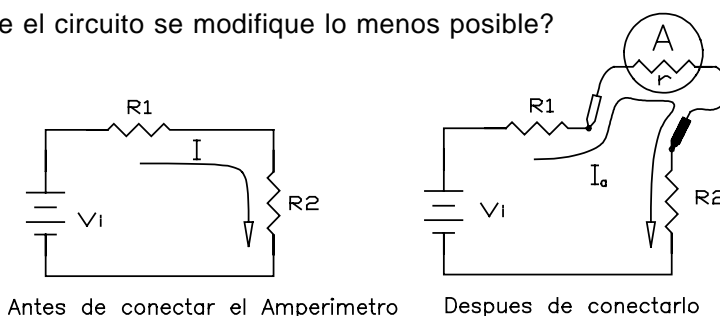 e el circuito se modifique lo menos posible?
A
r
R1
I
R2
Vi
R1
Ia
R2
Vi
Antes de conectar el Amperimetro
Despues de conectarlo